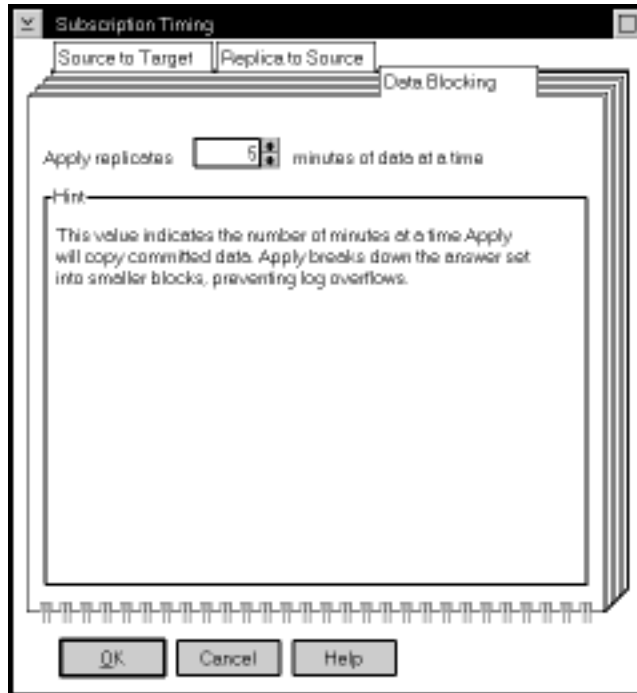 Subscription Timing
Source to Target
Replica to Source
Data Blocking
Apply replicates 5 minutes of data at a time
Hint
This value indicates the number of minutes at a time Apply
will copy committed data. Apply breaks down the answer set
into smaller blocks, preventing log overflows.
OK
Cancel
Help